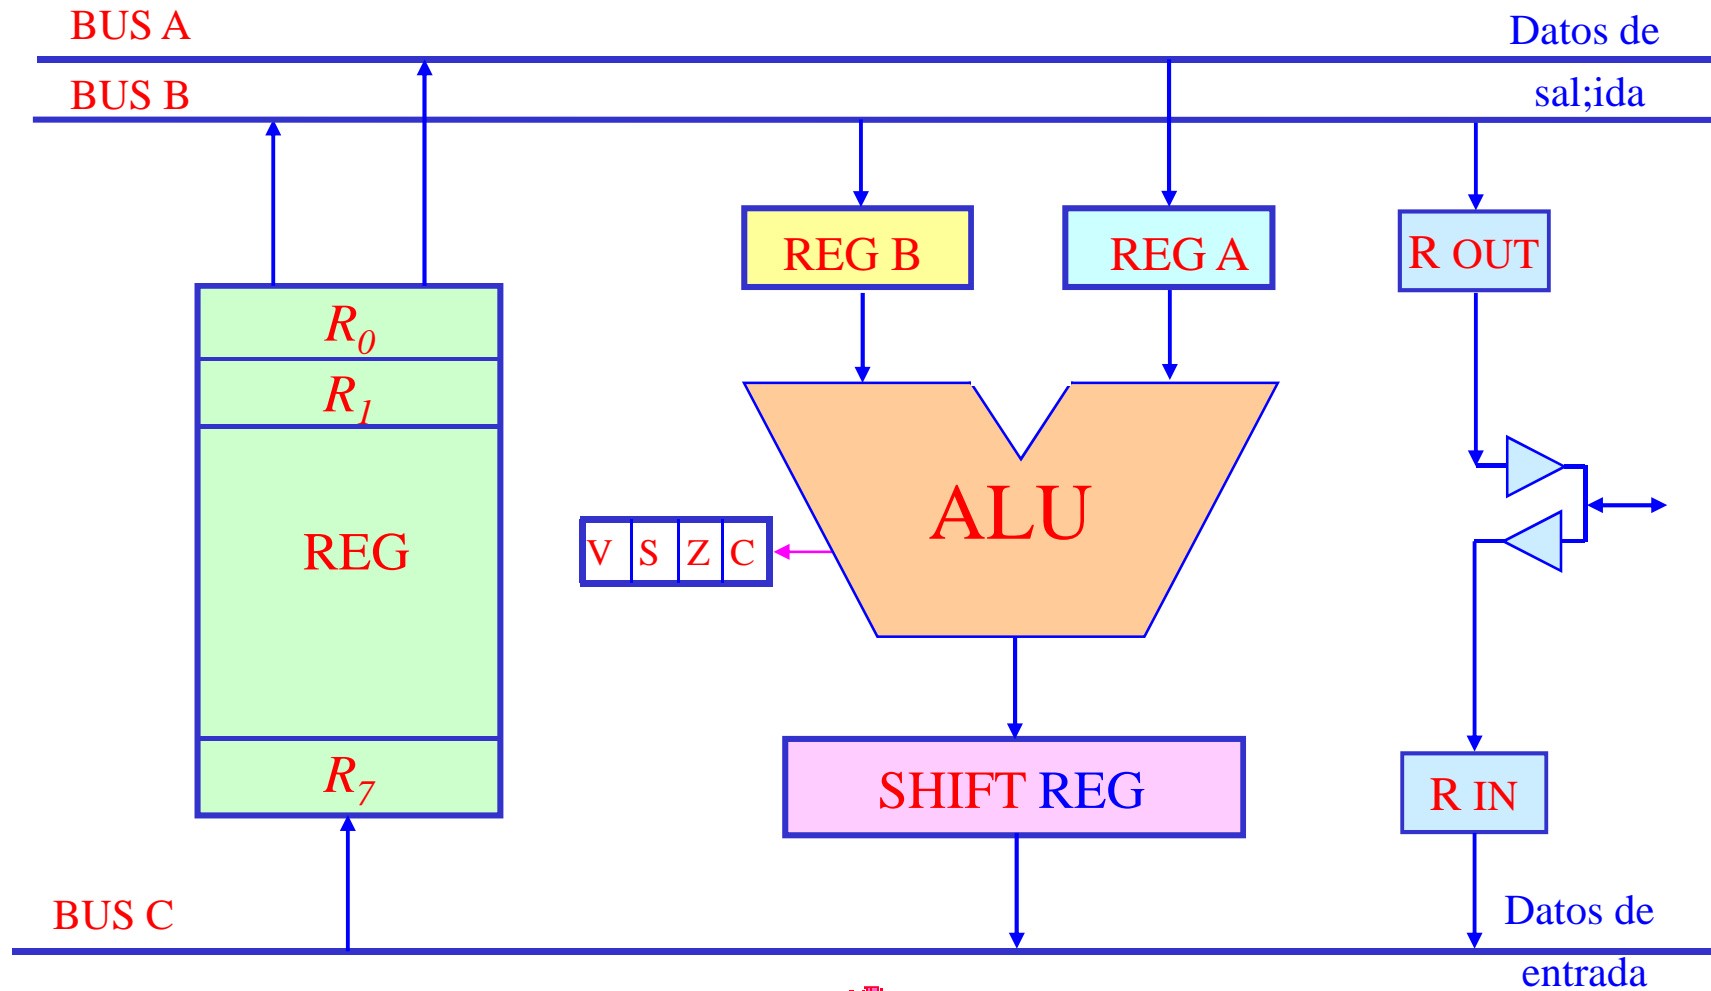 BUS A
Datos de
BUS B
sal;ida
REG B
REG A
R OUT
R0
R1
REG
ALU
V S Z C
R7
SHIFT REG
R IN
BUS C
Datos de
entrada